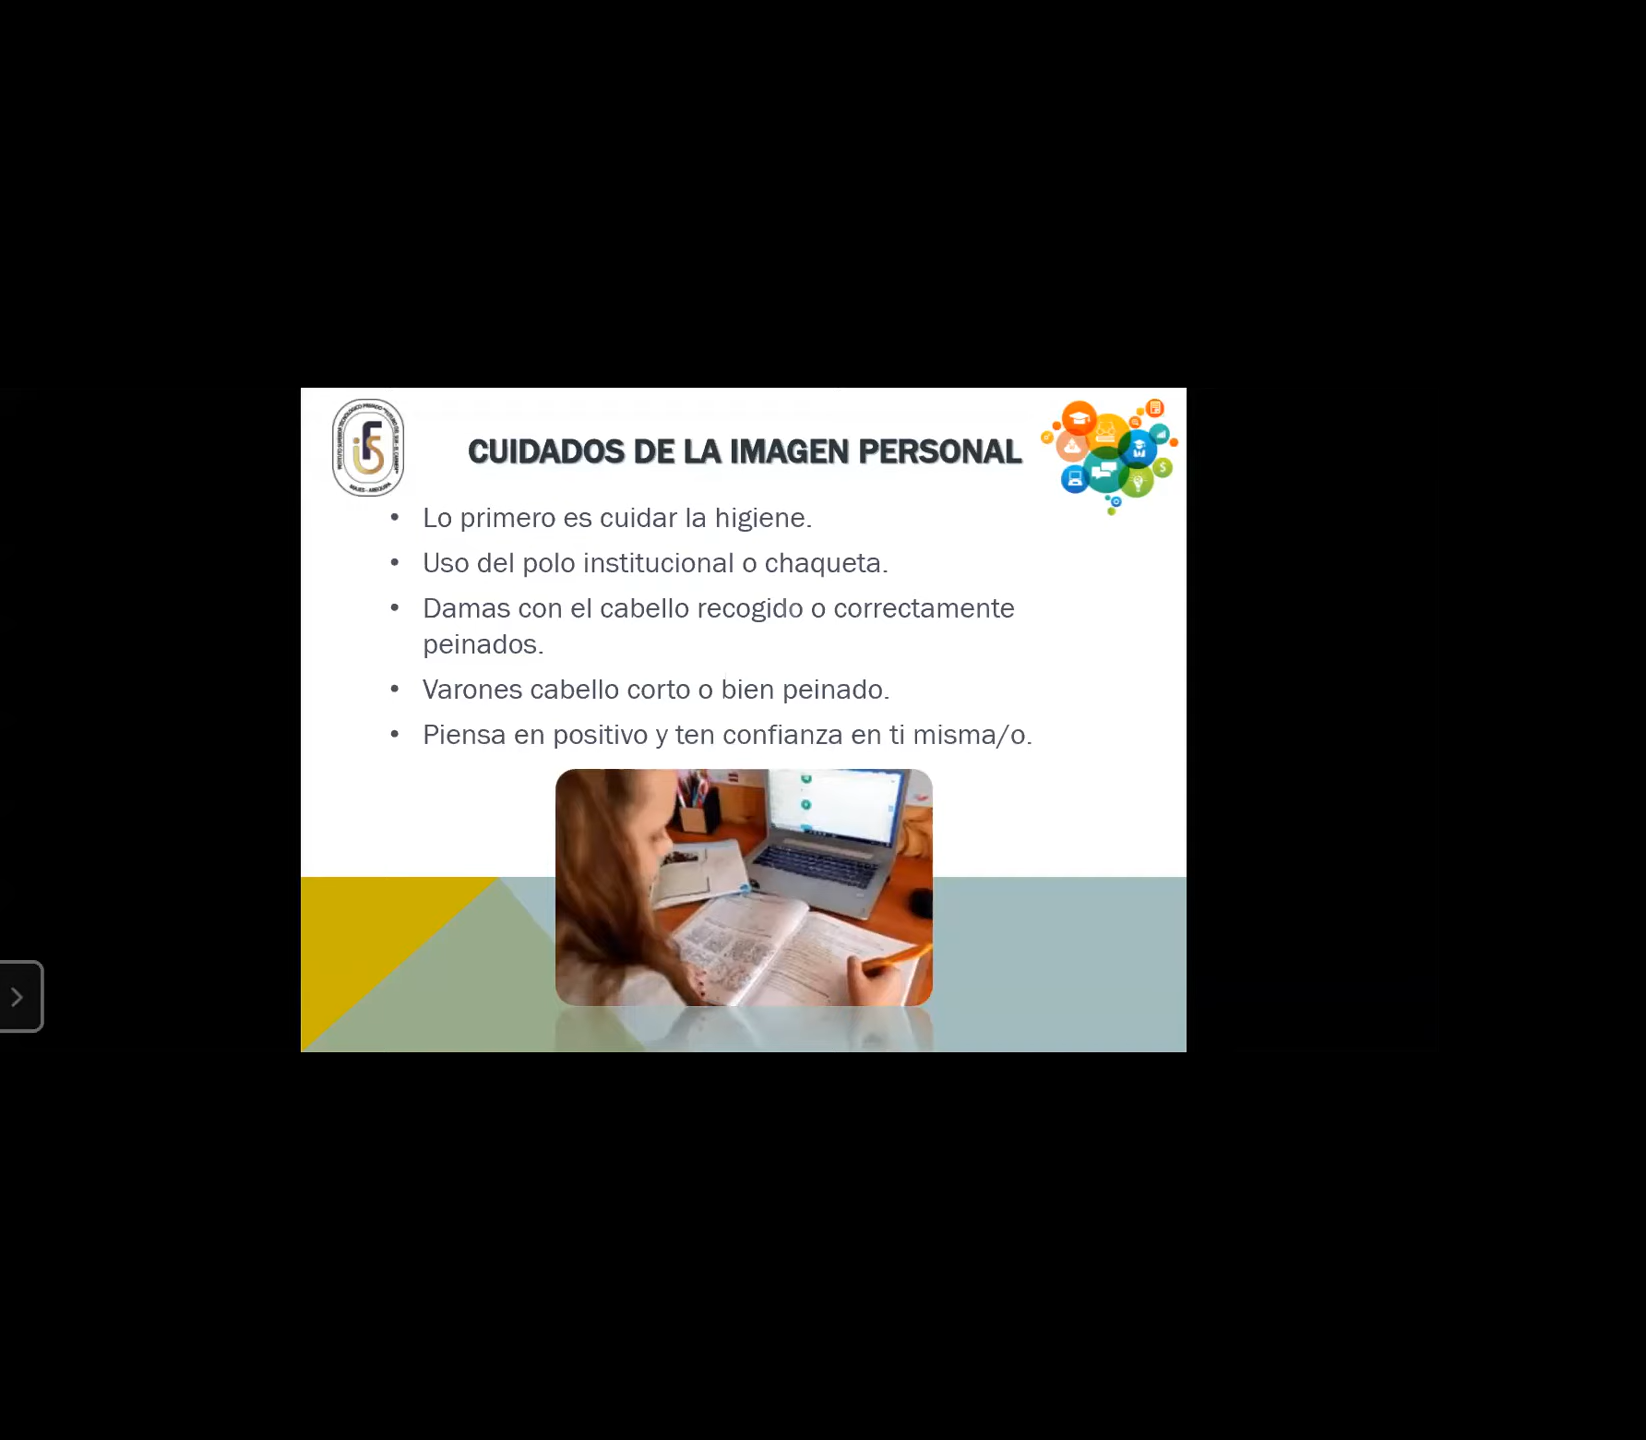 CUIDADOS DE LA IMAGEN PERSONAL
• Lo primero es cuidar la higiene.
• Uso del polo institucional o chaqueta.
• Damas con el cabello recogido o correctamente
peinados.
• Varones cabello corto o bien peinado.
• Piensa en positivo y ten confianza en ti misma/o.